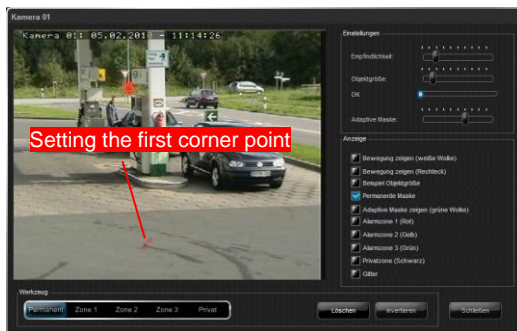 Kamera 01
Kamera 01: 05.02.2010 - 11:14:26
Setting the first corner point
Einstellungen
Empfindlichkeit:
Objektgröße:
OK
Adaptive Maske:
Anzeige
Bewegung zeigen (weiße Wolke)
Bewegung zeigen (Rechteck)
Beispiel Objektgröße
Permanente Maske
Adaptive Maske zeigen (grüne Wolke)
Alarmzone 1 (Rot)
Alarmzone 2 (Gelb)
Alarmzone 3 (Grün)
Privatzone (Schwarz)
Gitter
Werkzeug
Permanent Zone 1 Zone 2 Zone 3 Privat
Löschen Invertieren Schließen